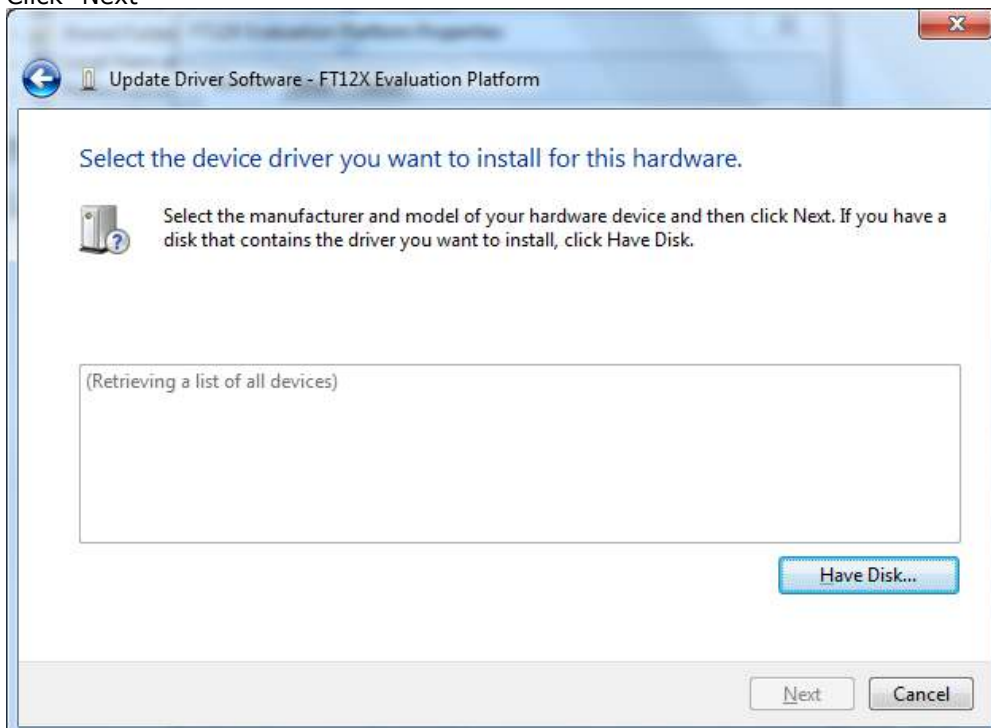 Click "Next"
Update Driver Software - FT12X Evaluation Platform
Select the device driver you want to install for this hardware.
Select the manufacturer and model of your hardware device and then click Next. If you have a
disk that contains the driver you want to install, click Have Disk.
(Retrieving a list of all devices)
Have Disk...
Next
Cancel